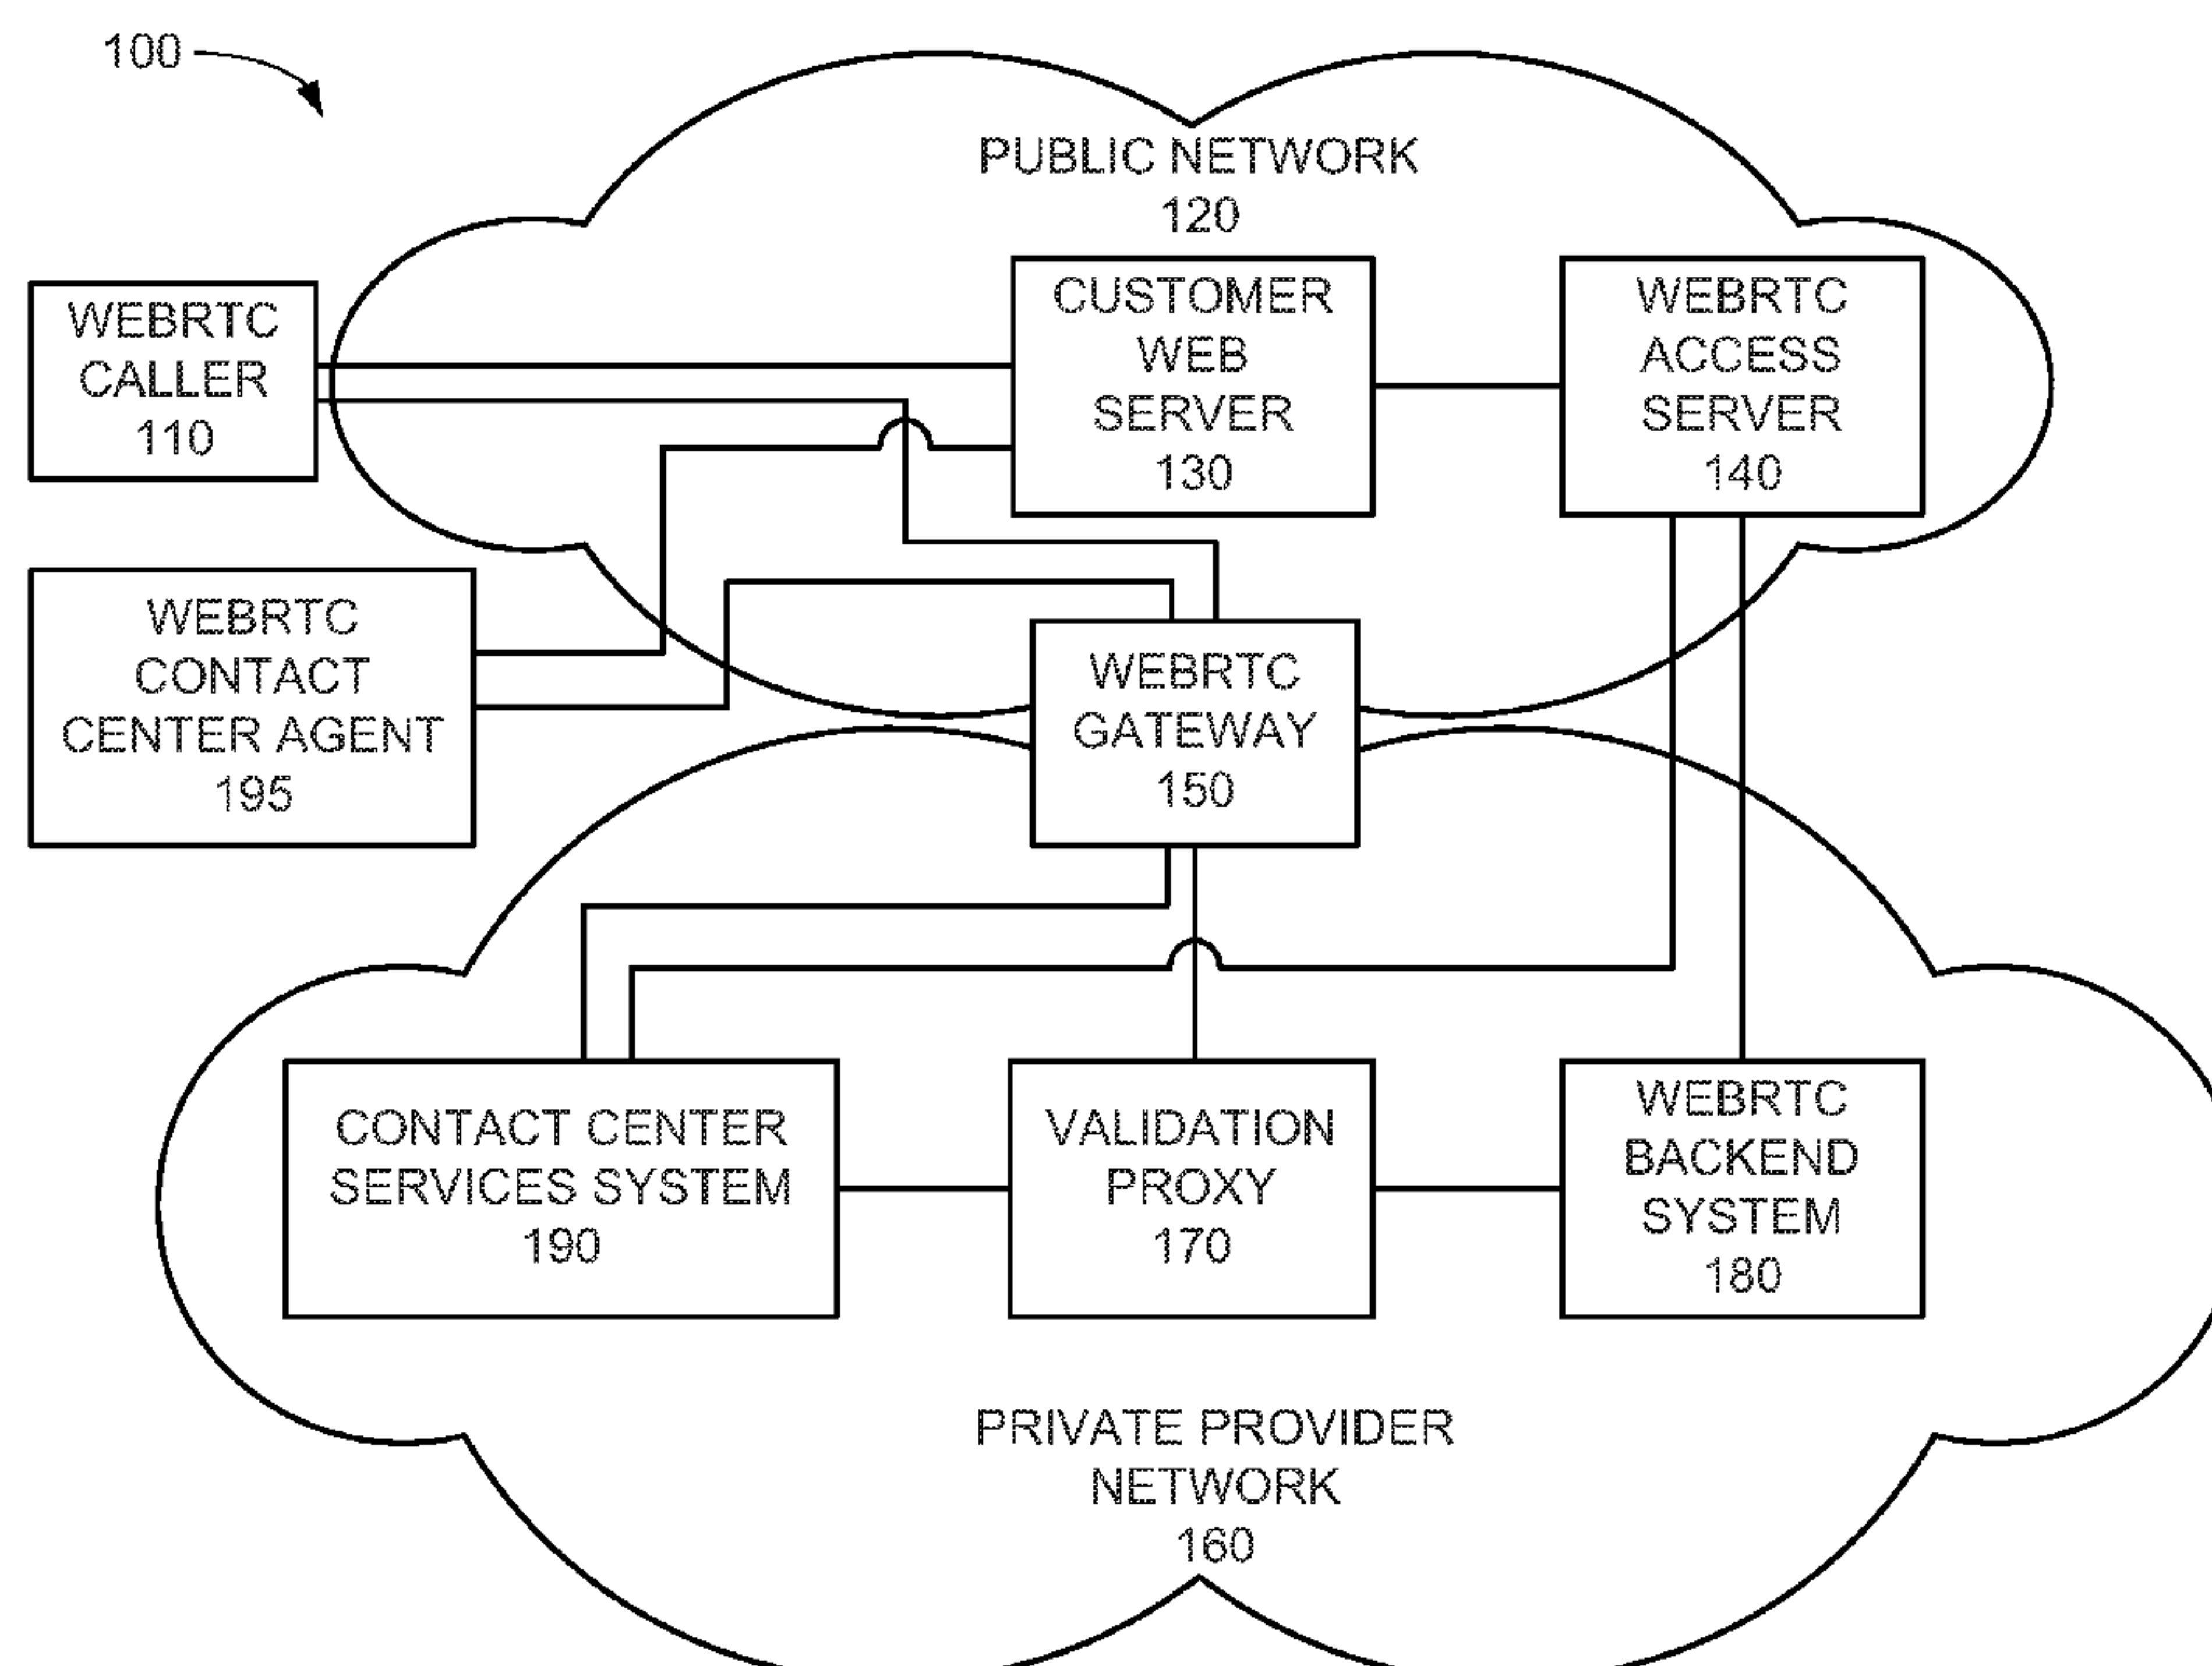 100
PUBLIC NETWORK
120
WEBRTC
CALLER
110
CUSTOMER
WEB
SERVER
130
WEBRTC
ACCESS
SERVER
140
WEBRTC
CONTACT
CENTER AGENT
195
WEBRTC
GATEWAY
150
CONTACT CENTER
SERVICES SYSTEM
190
VALIDATION
PROXY
170
WEBRTC
BACKEND
SYSTEM
180
PRIVATE PROVIDER
NETWORK
160